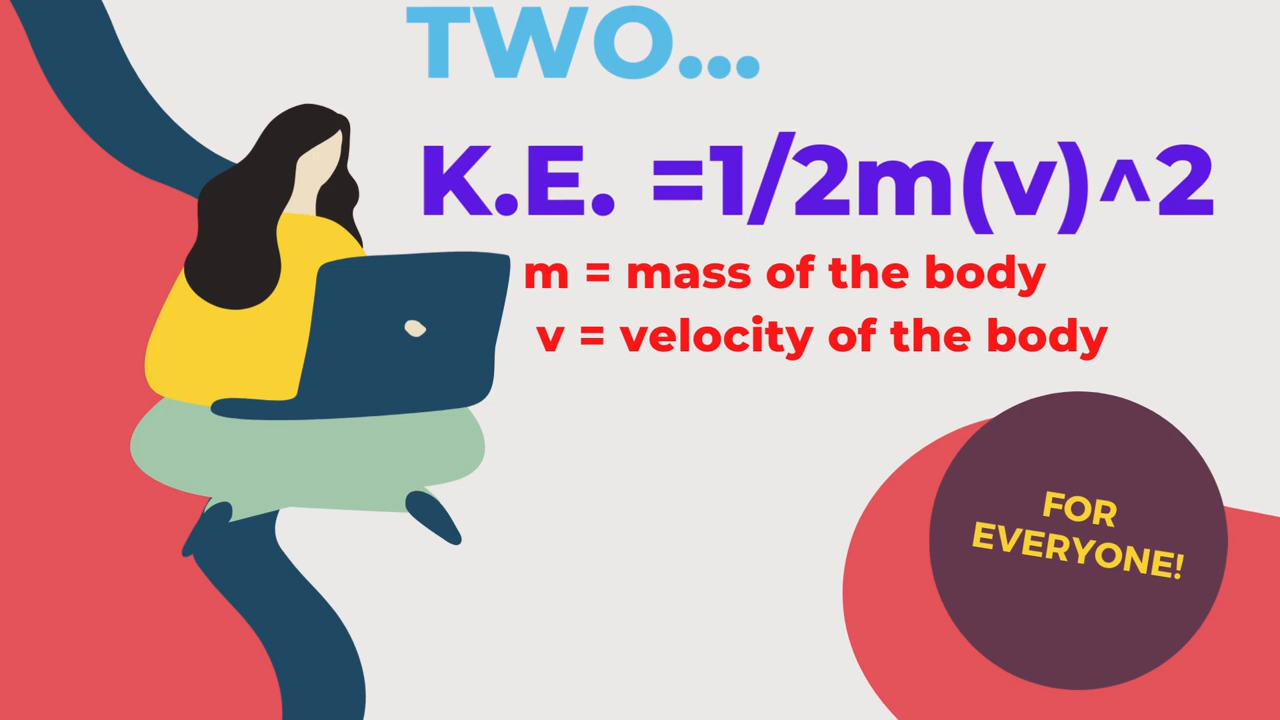 TWO...
K.E. =1/2m(v)^2
m = mass of the body
v = velocity of the body
FOR
EVERYONE!